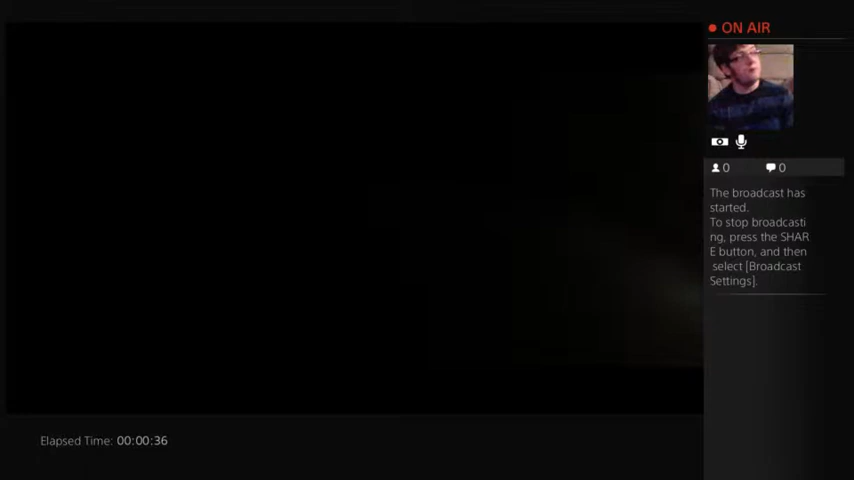 ON AIR
0 0
The broadcast has
started.
To stop broadcasti
ng, press the SHAR
E button, and then
select [Broadcast
Settings].
Elapsed Time: 00:00:36